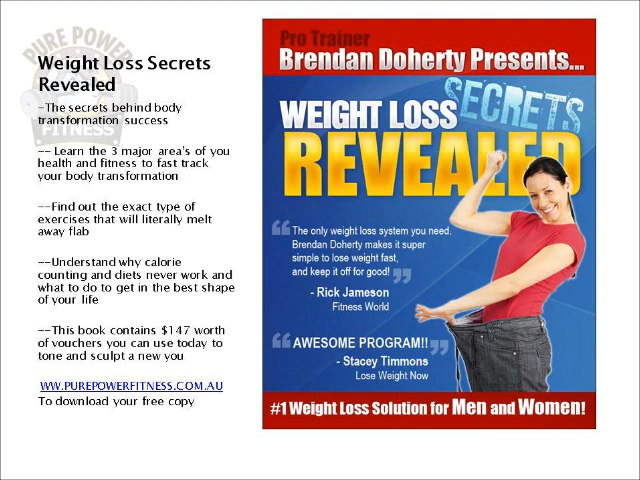 PURE POWER
FITNESS
Weight Loss Secrets
Revealed
-The secrets behind body
transformation success
-- Learn the 3 major area's of you
health and fitness to fast track
your body transformation
--Find out the exact type of
exercises that will literally melt
away flab
--Understand why calorie
counting and diets never work and
what to do to get in the best shape
of your life
--This book contains $147 worth
of vouchers you can use today to
tone and sculpt a new you
WW.PUREPOWERFITNESS.COM.AU
To download your free copy
Pro Trainer
Brendan Doherty Presents...
WEIGHT LOSS SECRETS
REVEALED
"The only weight loss system you need.
Brendan Doherty makes it super
simple to lose weight fast,
and keep it off for good!"
- Rick Jameson
Fitness World
"AWESOME PROGRAM!!"
- Stacey Timmons
Lose Weight Now
#1 Weight Loss Solution for Men and Women!